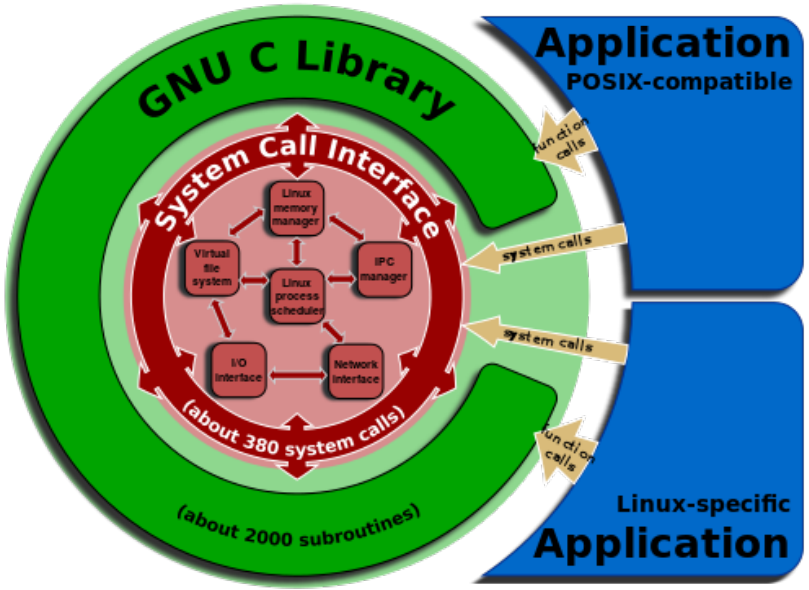 Application
POSIX-compatible
GNU C Library
function
calls
System Call Interface
Linux
memory
manager
system calls
Virtual
file
system
IPC
manager
Linux
process
scheduler
system calls
I/O
interface
Network
interface
(about 380 system calls)
function
calls
Linux-specific
(about 2000 subroutines)
Application